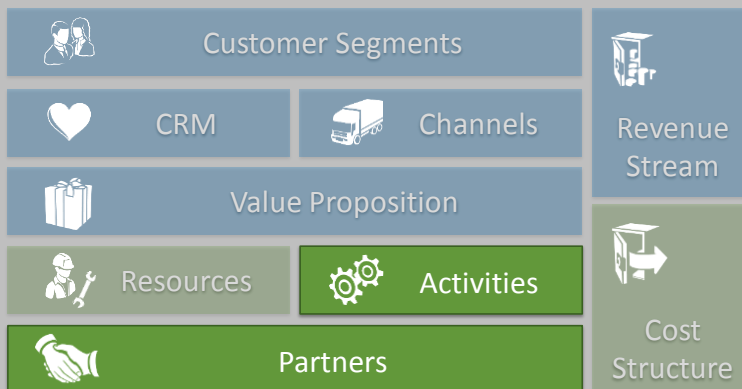 Customer Segments
CRM
Channels
Revenue
Stream
Value Proposition
Resources
Activities
Cost
Structure
Partners